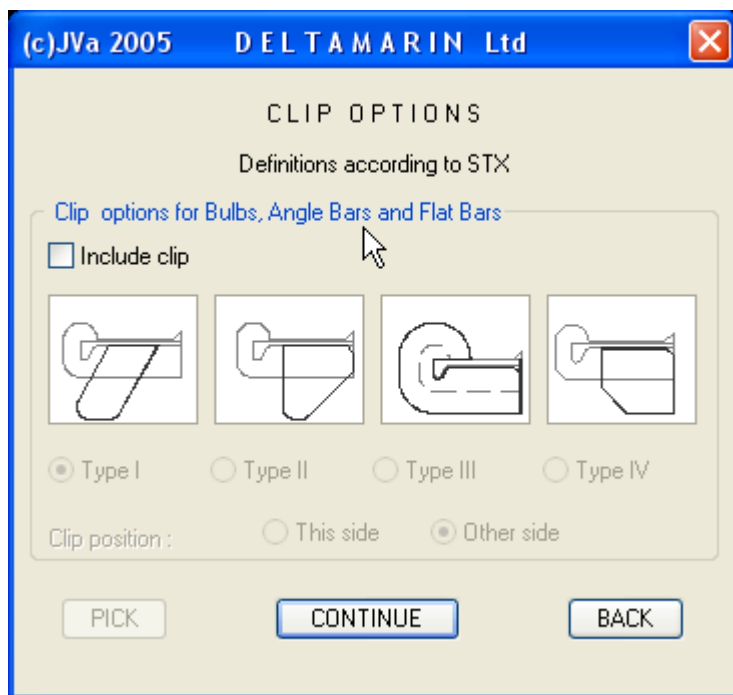 (c)JVa 2005 DELTAMARIN Ltd
CLIP OPTIONS
Definitions according to STX
Clip options for Bulbs, Angle Bars and Flat Bars
Include clip
Type I Type II Type III Type IV
Clip position : This side Other side
PICK CONTINUE BACK